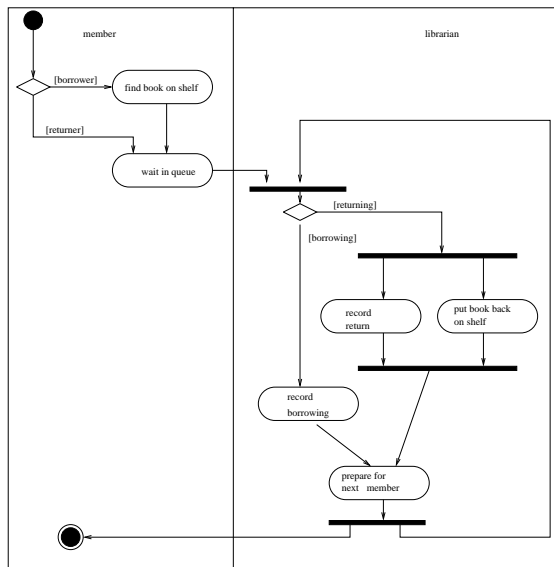 member
librarian
[borrower]
find book on shelf
[returner]
wait in queue
[returning]
[borrowing]
record
return
put book back
on shelf
record
borrowing
prepare for
next member